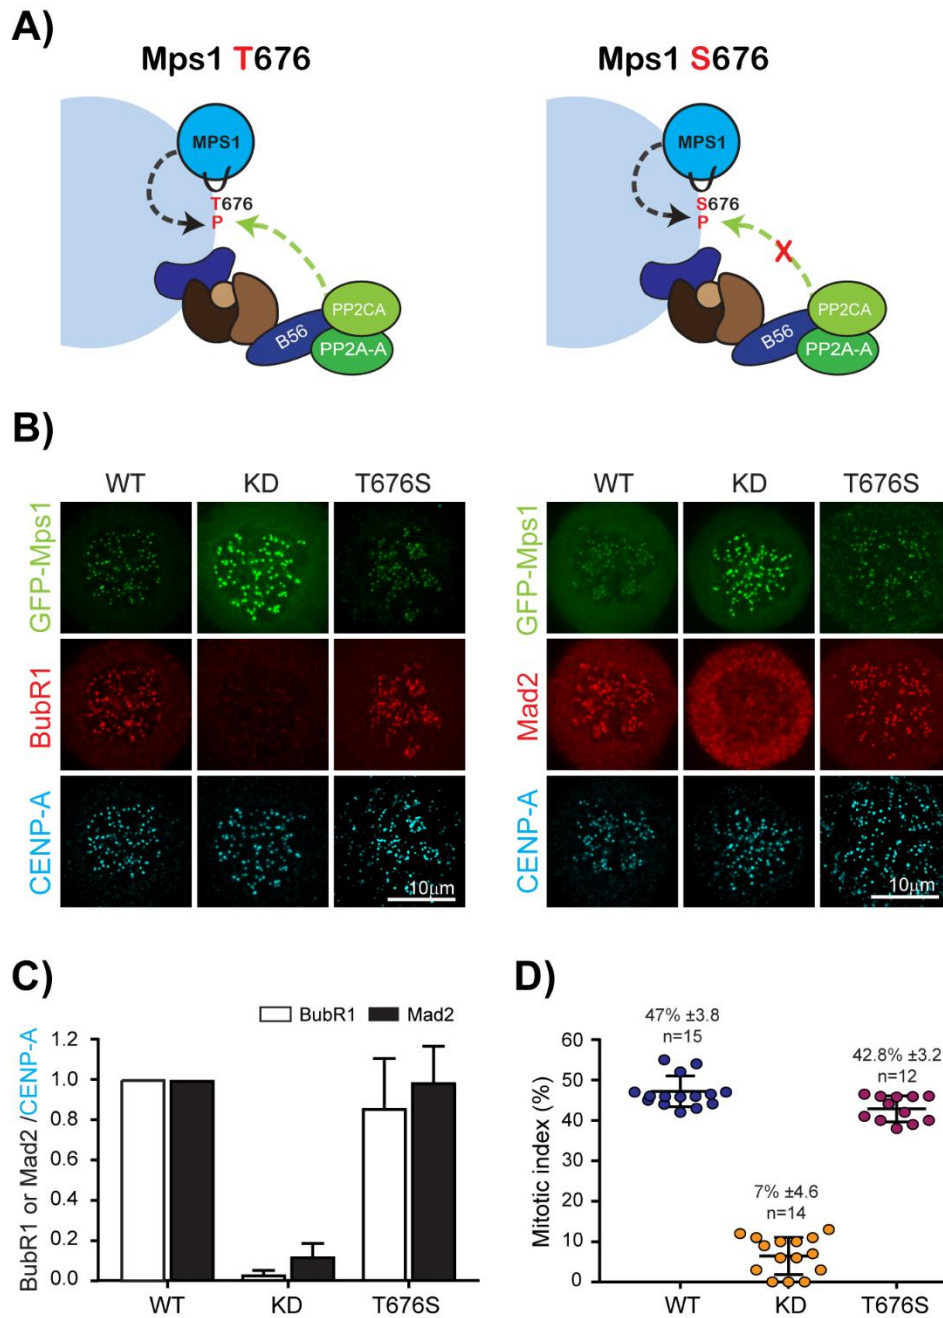 A)
Mps1 T676
Mps1 S676
MPS1
T676
P
PP2CA
B56
PP2A-A
MPS1
S676
P
X
PP2CA
B56
PP2A-A
B)
WT KD T676S
GFP-Mps1
BubR1
CENP-A
10µm
WT KD T676S
GFP-Mps1
Mad2
CENP-A
10µm
C)
BubR1 Mad2
BubR1 or Mad2 /CENP-A
1.2
1.0
0.8
0.6
0.4
0.2
0.0
WT KD T676S
D)
Mitotic index (%)
60
50
40
30
20
10
0
47% ±3.8
n=15
7% ±4.6
n=14
42.8% ±3.2
n=12
WT KD T676S